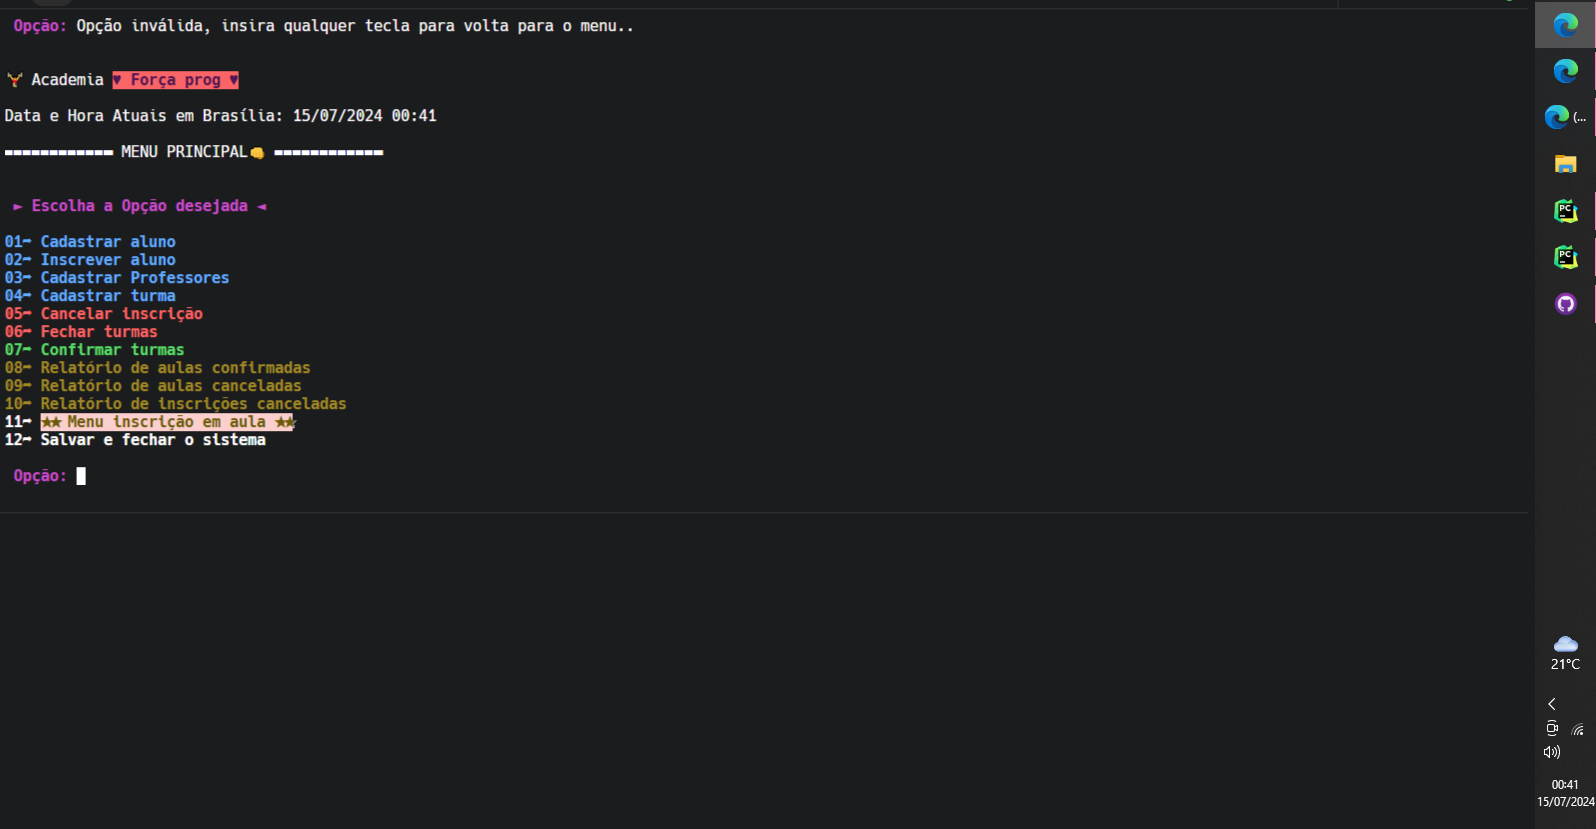 Opção: Opção inválida, insira qualquer tecla para volta para o menu..
Academia ♥ Força prog ♥
Data e Hora Atuais em Brasília: 15/07/2024 00:41
============ MENU PRINCIPAL👊 ============
► Escolha a Opção desejada ◄
01➡ Cadastrar aluno
02➡ Inscrever aluno
03➡ Cadastrar Professores
04➡ Cadastrar turma
05➡ Cancelar inscrição
06➡ Fechar turmas
07➡ Confirmar turmas
08➡ Relatório de aulas confirmadas
09➡ Relatório de aulas canceladas
10➡ Relatório de inscrições canceladas
11➡ ★★ Menu inscrição em aula ★★
12➡ Salvar e fechar o sistema
Opção:
(...
PC
PC
21°C
00:41
15/07/2024